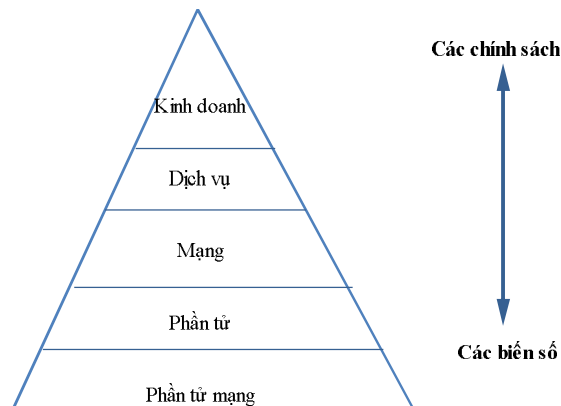 Các chính sách
Kinh doanh
Dịch vụ
Mạng
Phần tử
Các biến số
Phần tử mạng